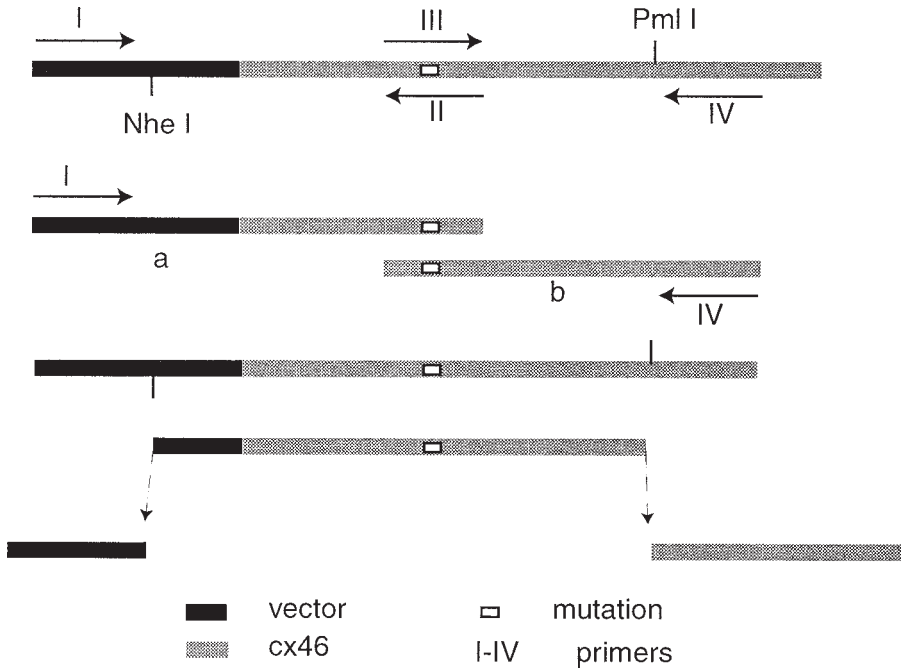 I
III
Pml I
Nhe I
II
IV
I
a
b
IV
vector
mutation
cx46
I-IV primers